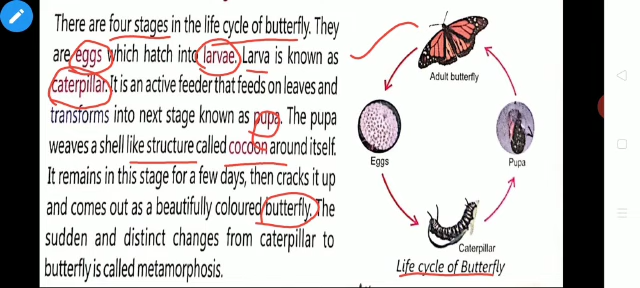 There are four stages in the life cycle of butterfly. They
are eggs which hatch into larvae. Larva is known as
caterpillar. It is an active feeder that feeds on leaves and
transforms into next stage known as pupa. The pupa
weaves a shell like structure called cocoon around itself.
It remains in this stage for a few days, then cracks it up
and comes out as a beautifully coloured butterfly. The
sudden and distinct changes from caterpillar to
butterfly is called metamorphosis.
Adult butterfly
Eggs
Pupa
Caterpillar
Life cycle of Butterfly